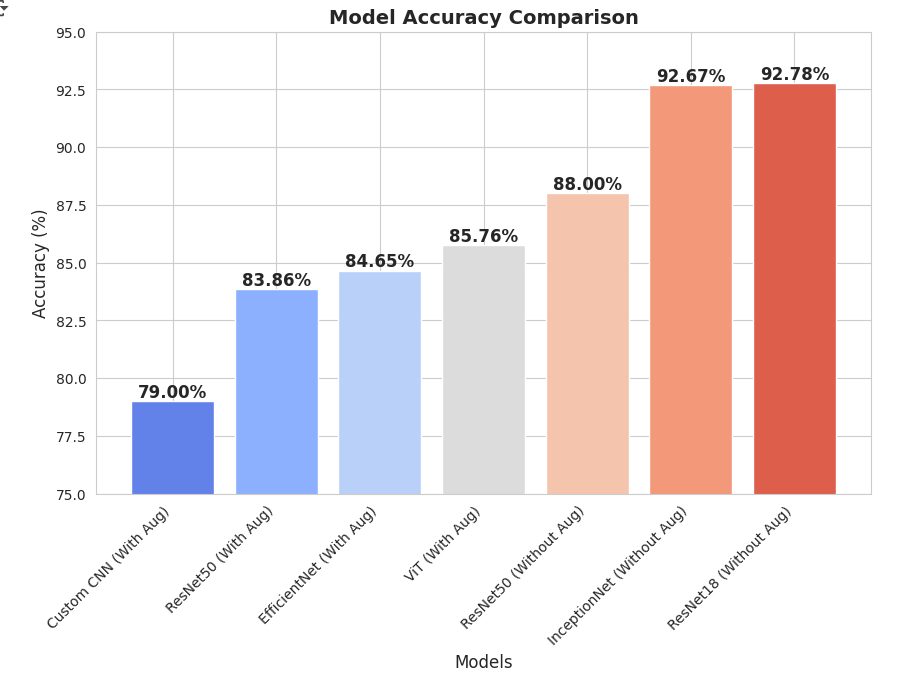 Model Accuracy Comparison
95.0
92.5
90.0
87.5
85.0
82.5
80.0
77.5
75.0
Accuracy (%)
79.00%
83.86%
84.65%
85.76%
88.00%
92.67%
92.78%
Custom CNN (With Aug)
ResNet50 (With Aug)
EfficientNet (With Aug)
ViT (With Aug)
ResNet50 (Without Aug)
InceptionNet (Without Aug)
ResNet18 (Without Aug)
Models